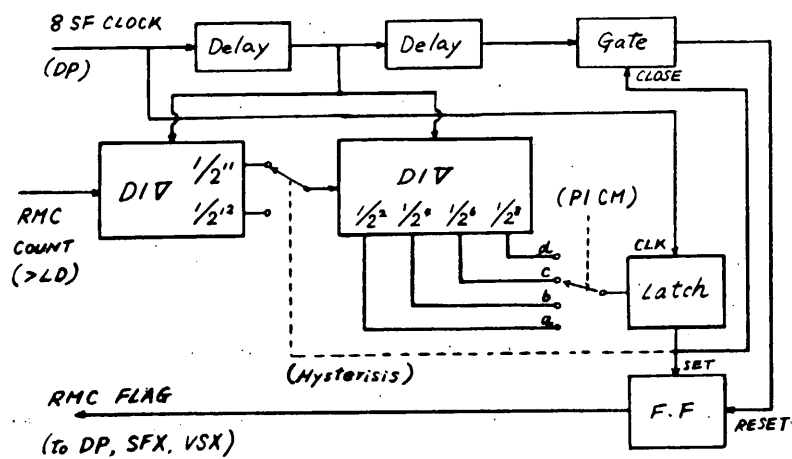 8 SF CLOCK
(DP)
Delay
Delay
Gate
CLOSE
DIV
1/2¹¹
1/2¹²
DIV
1/2² 1/2⁴ 1/2⁶ 1/2⁸
RMC
COUNT
(>LD)
(PICM)
d
c
b
a
CLK
Latch
(Hysterisis)
SET
RMC FLAG
(to DP, SFX, VSX)
F.F
RESET